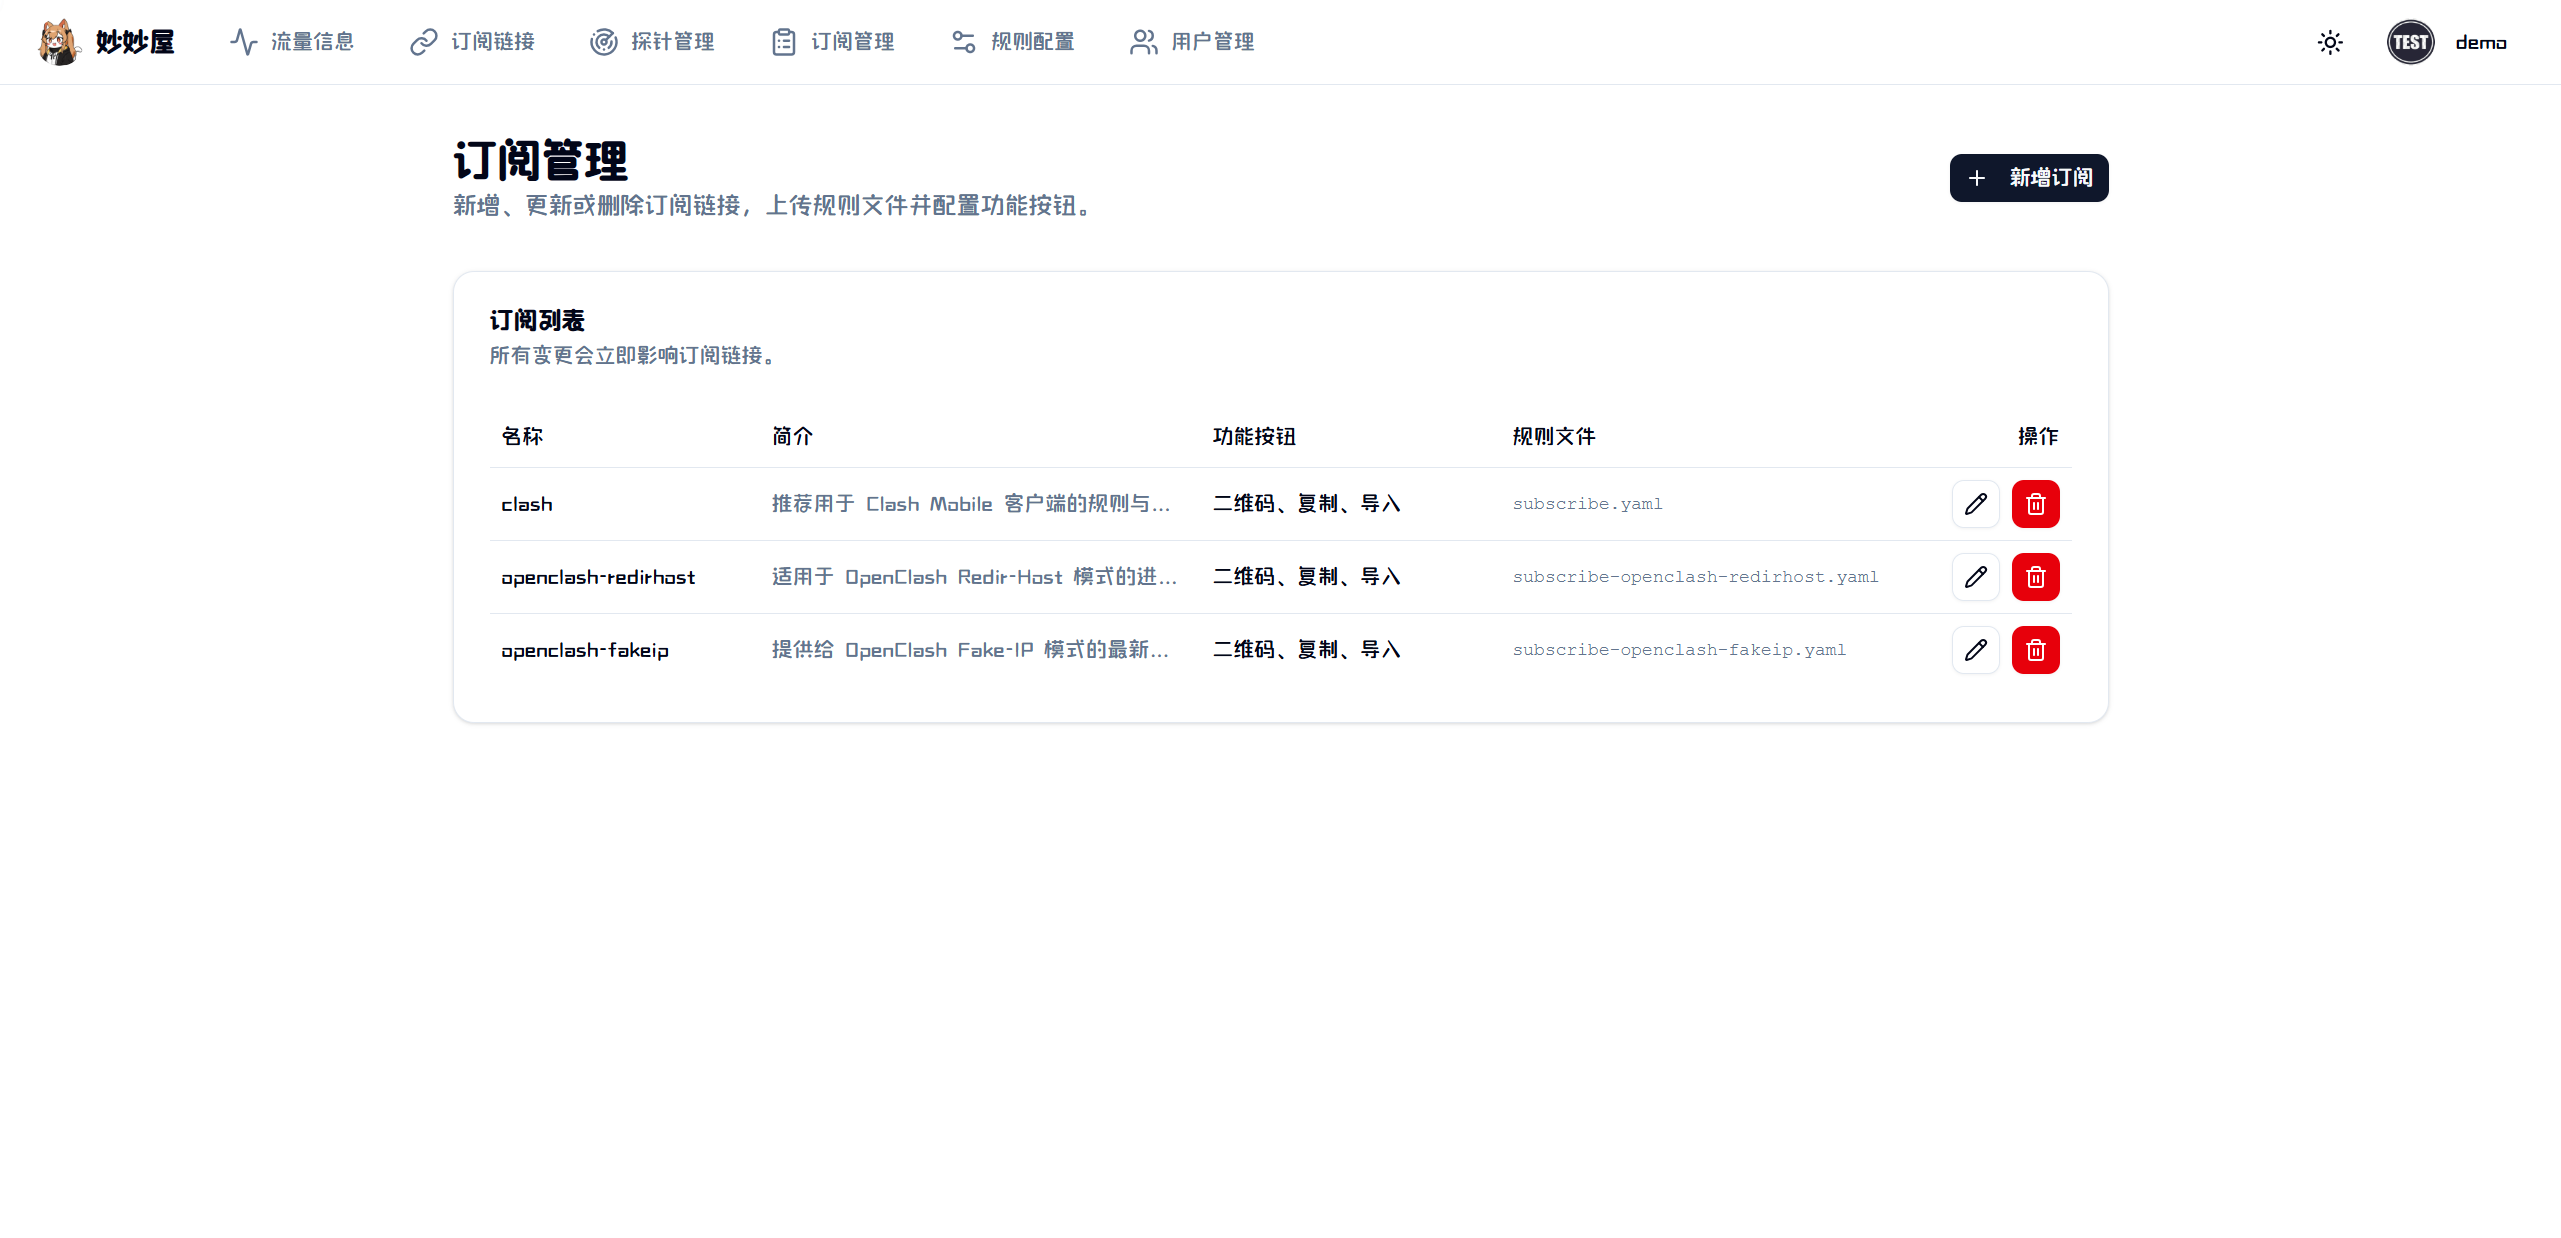 妙妙屋 流量信息 订阅链接 探针管理 订阅管理 规则配置 用户管理 TEST demo
订阅管理
新增订阅
新增、更新或删除订阅链接，上传规则文件并配置功能按钮。
订阅列表
所有变更会立即影响订阅链接。
名称 简介 功能按钮 规则文件 操作
clash 推荐用于 Clash Mobile 客户端的规则与... 二维码、复制、导入 subscribe.yaml
openclash-redirhost 适用于 OpenClash Redir-Host 模式的进... 二维码、复制、导入 subscribe-openclash-redirhost.yaml
openclash-fakeip 提供给 OpenClash Fake-IP 模式的最新... 二维码、复制、导入 subscribe-openclash-fakeip.yaml